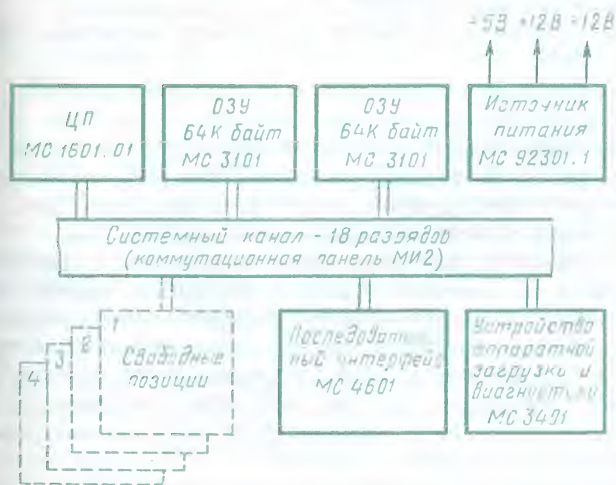 +5В +12В -12В
ЦП
МС 1601.01
ОЗУ
64К байт
МС 3101
ОЗУ
64К байт
МС 3101
Источник
питания
МС 92301.1
Системный канал - 18 разрядов
(коммутационная панель МИ2)
1
2
3
4
Свободные
позиции
Последователь-
ный интерфейс
МС 4601
Устройство
аппаратной
загрузки и
диагностики
МС 3401